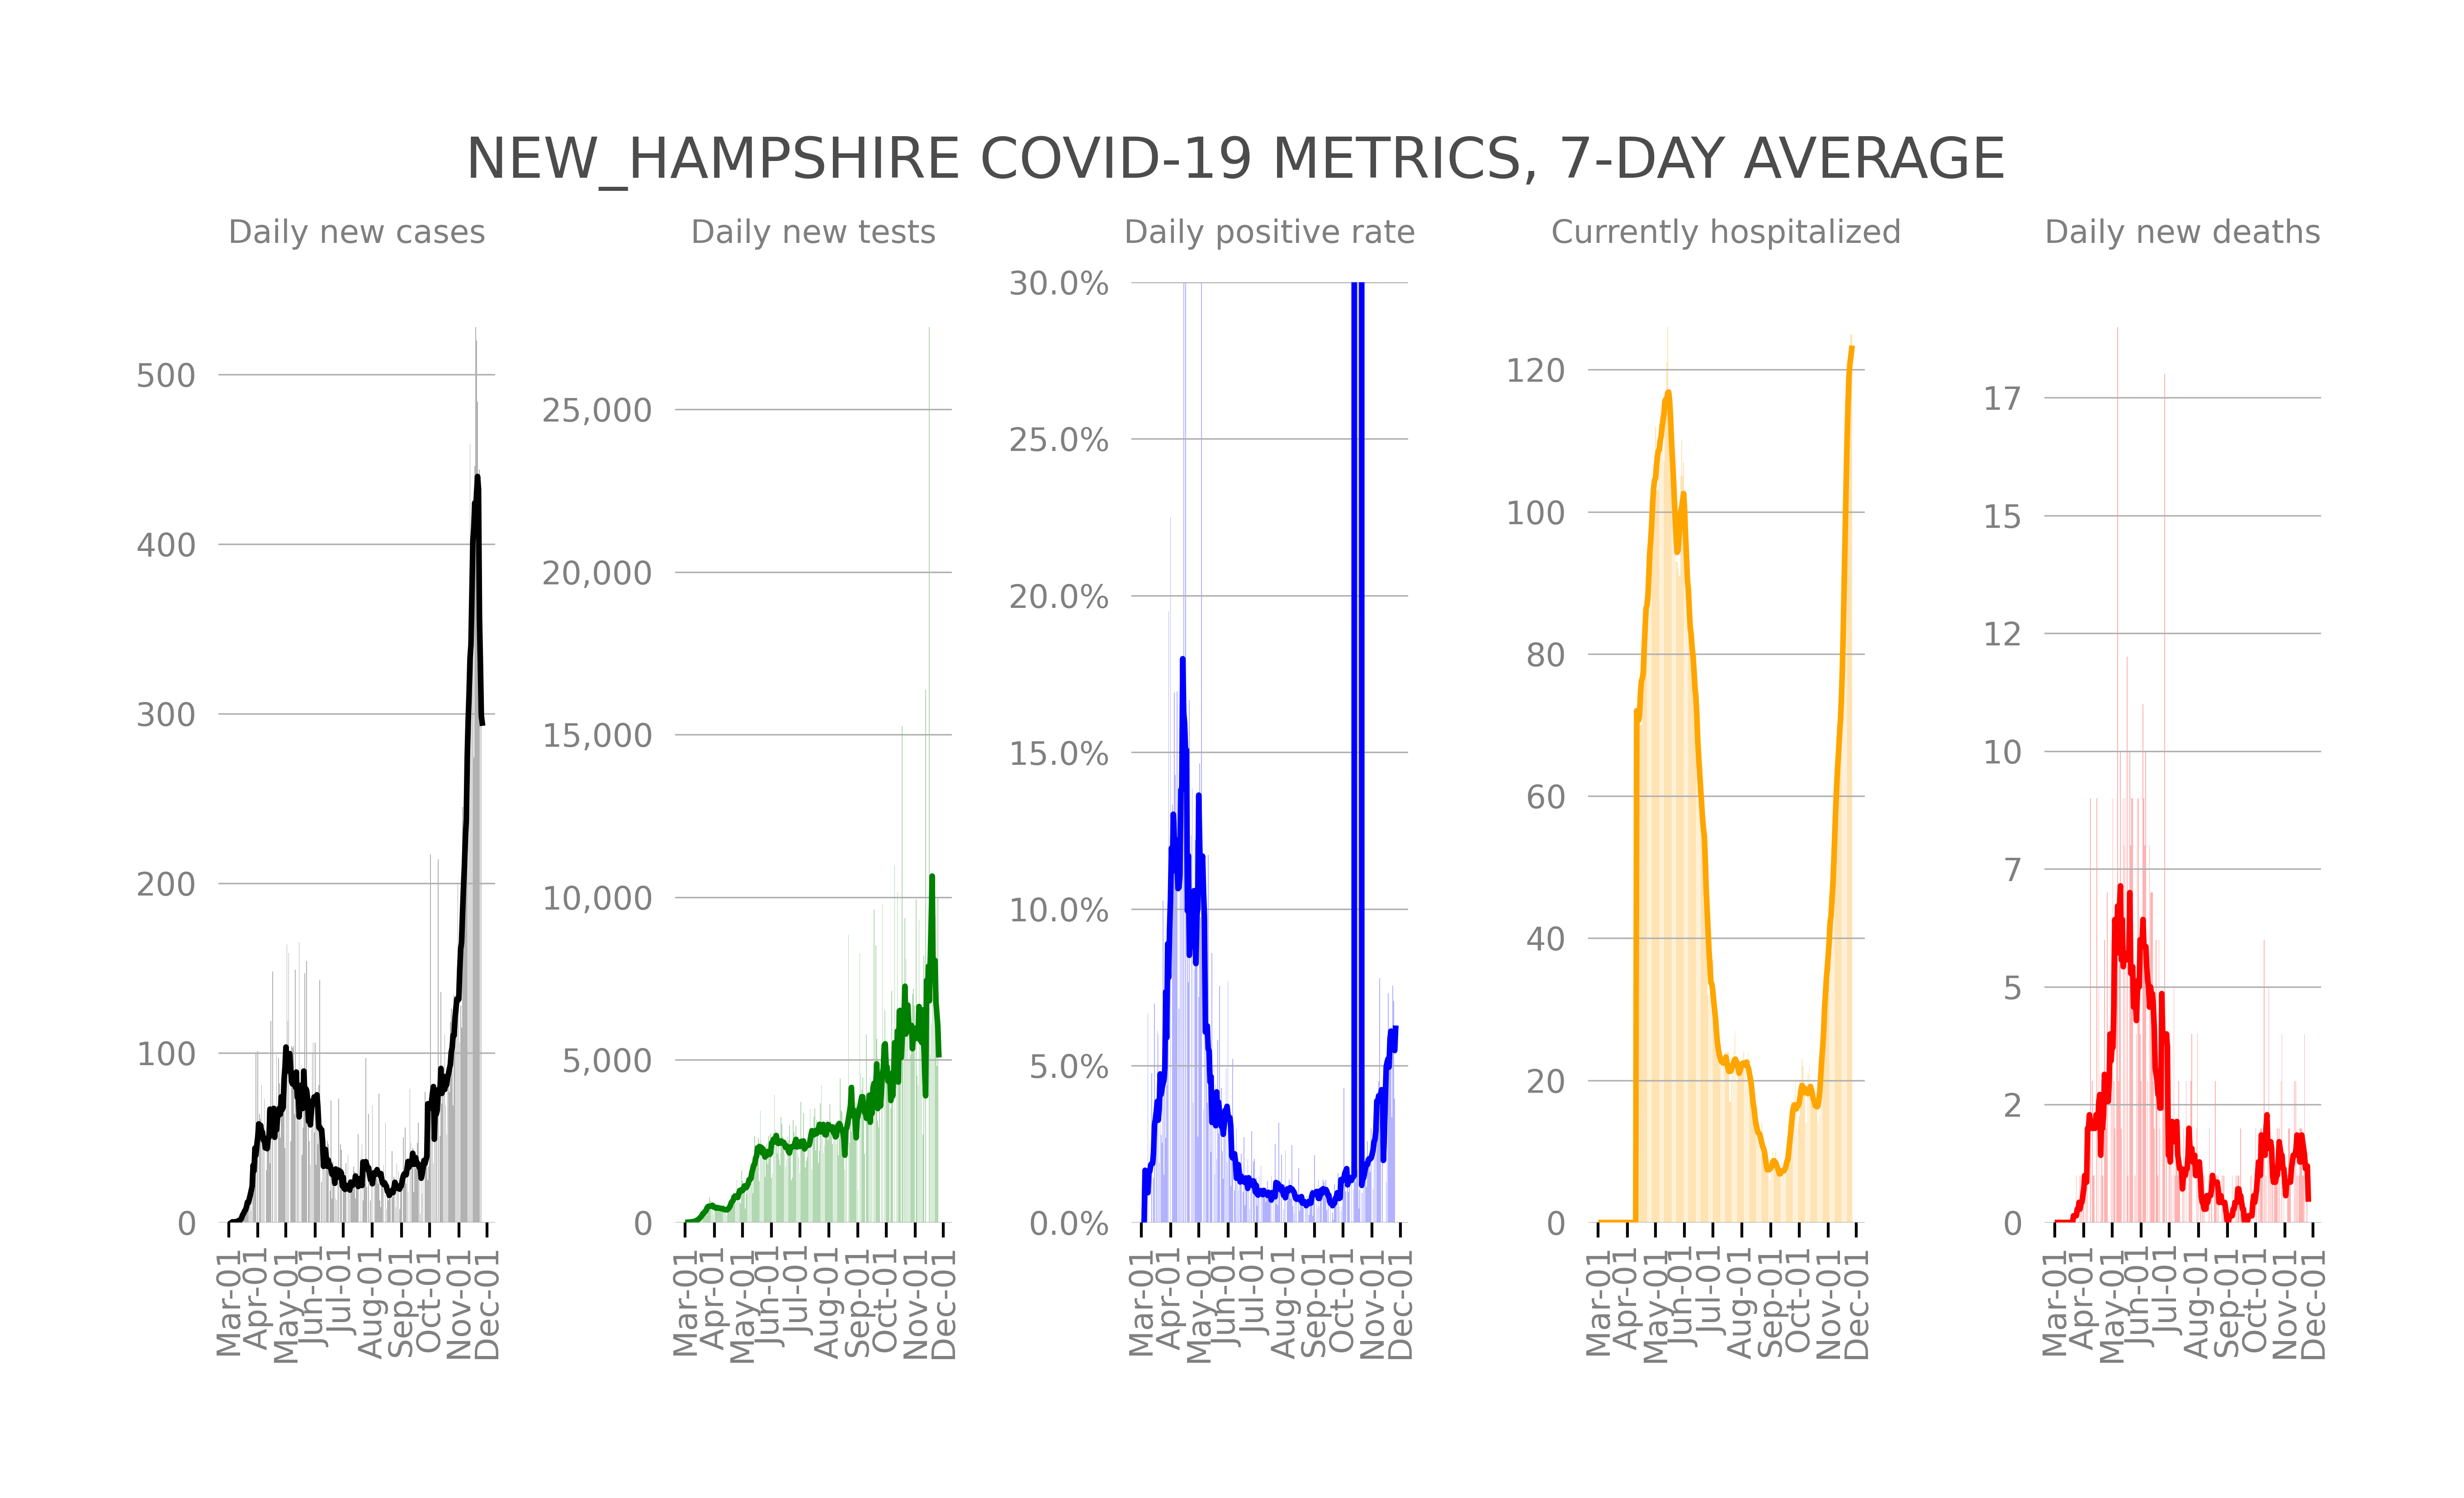 NEW_HAMPSHIRE COVID-19 METRICS, 7-DAY AVERAGE
Daily new cases
500
400
300
200
100
0
Mar-01
Apr-01
May-01
Jun-01
Jul-01
Aug-01
Sep-01
Oct-01
Nov-01
Dec-01
Daily new tests
25,000
20,000
15,000
10,000
5,000
0
Mar-01
Apr-01
May-01
Jun-01
Jul-01
Aug-01
Sep-01
Oct-01
Nov-01
Dec-01
Daily positive rate
30.0%
25.0%
20.0%
15.0%
10.0%
5.0%
0.0%
Mar-01
Apr-01
May-01
Jun-01
Jul-01
Aug-01
Sep-01
Oct-01
Nov-01
Dec-01
Currently hospitalized
120
100
80
60
40
20
0
Mar-01
Apr-01
May-01
Jun-01
Jul-01
Aug-01
Sep-01
Oct-01
Nov-01
Dec-01
Daily new deaths
17
15
12
10
7
5
2
0
Mar-01
Apr-01
May-01
Jun-01
Jul-01
Aug-01
Sep-01
Oct-01
Nov-01
Dec-01